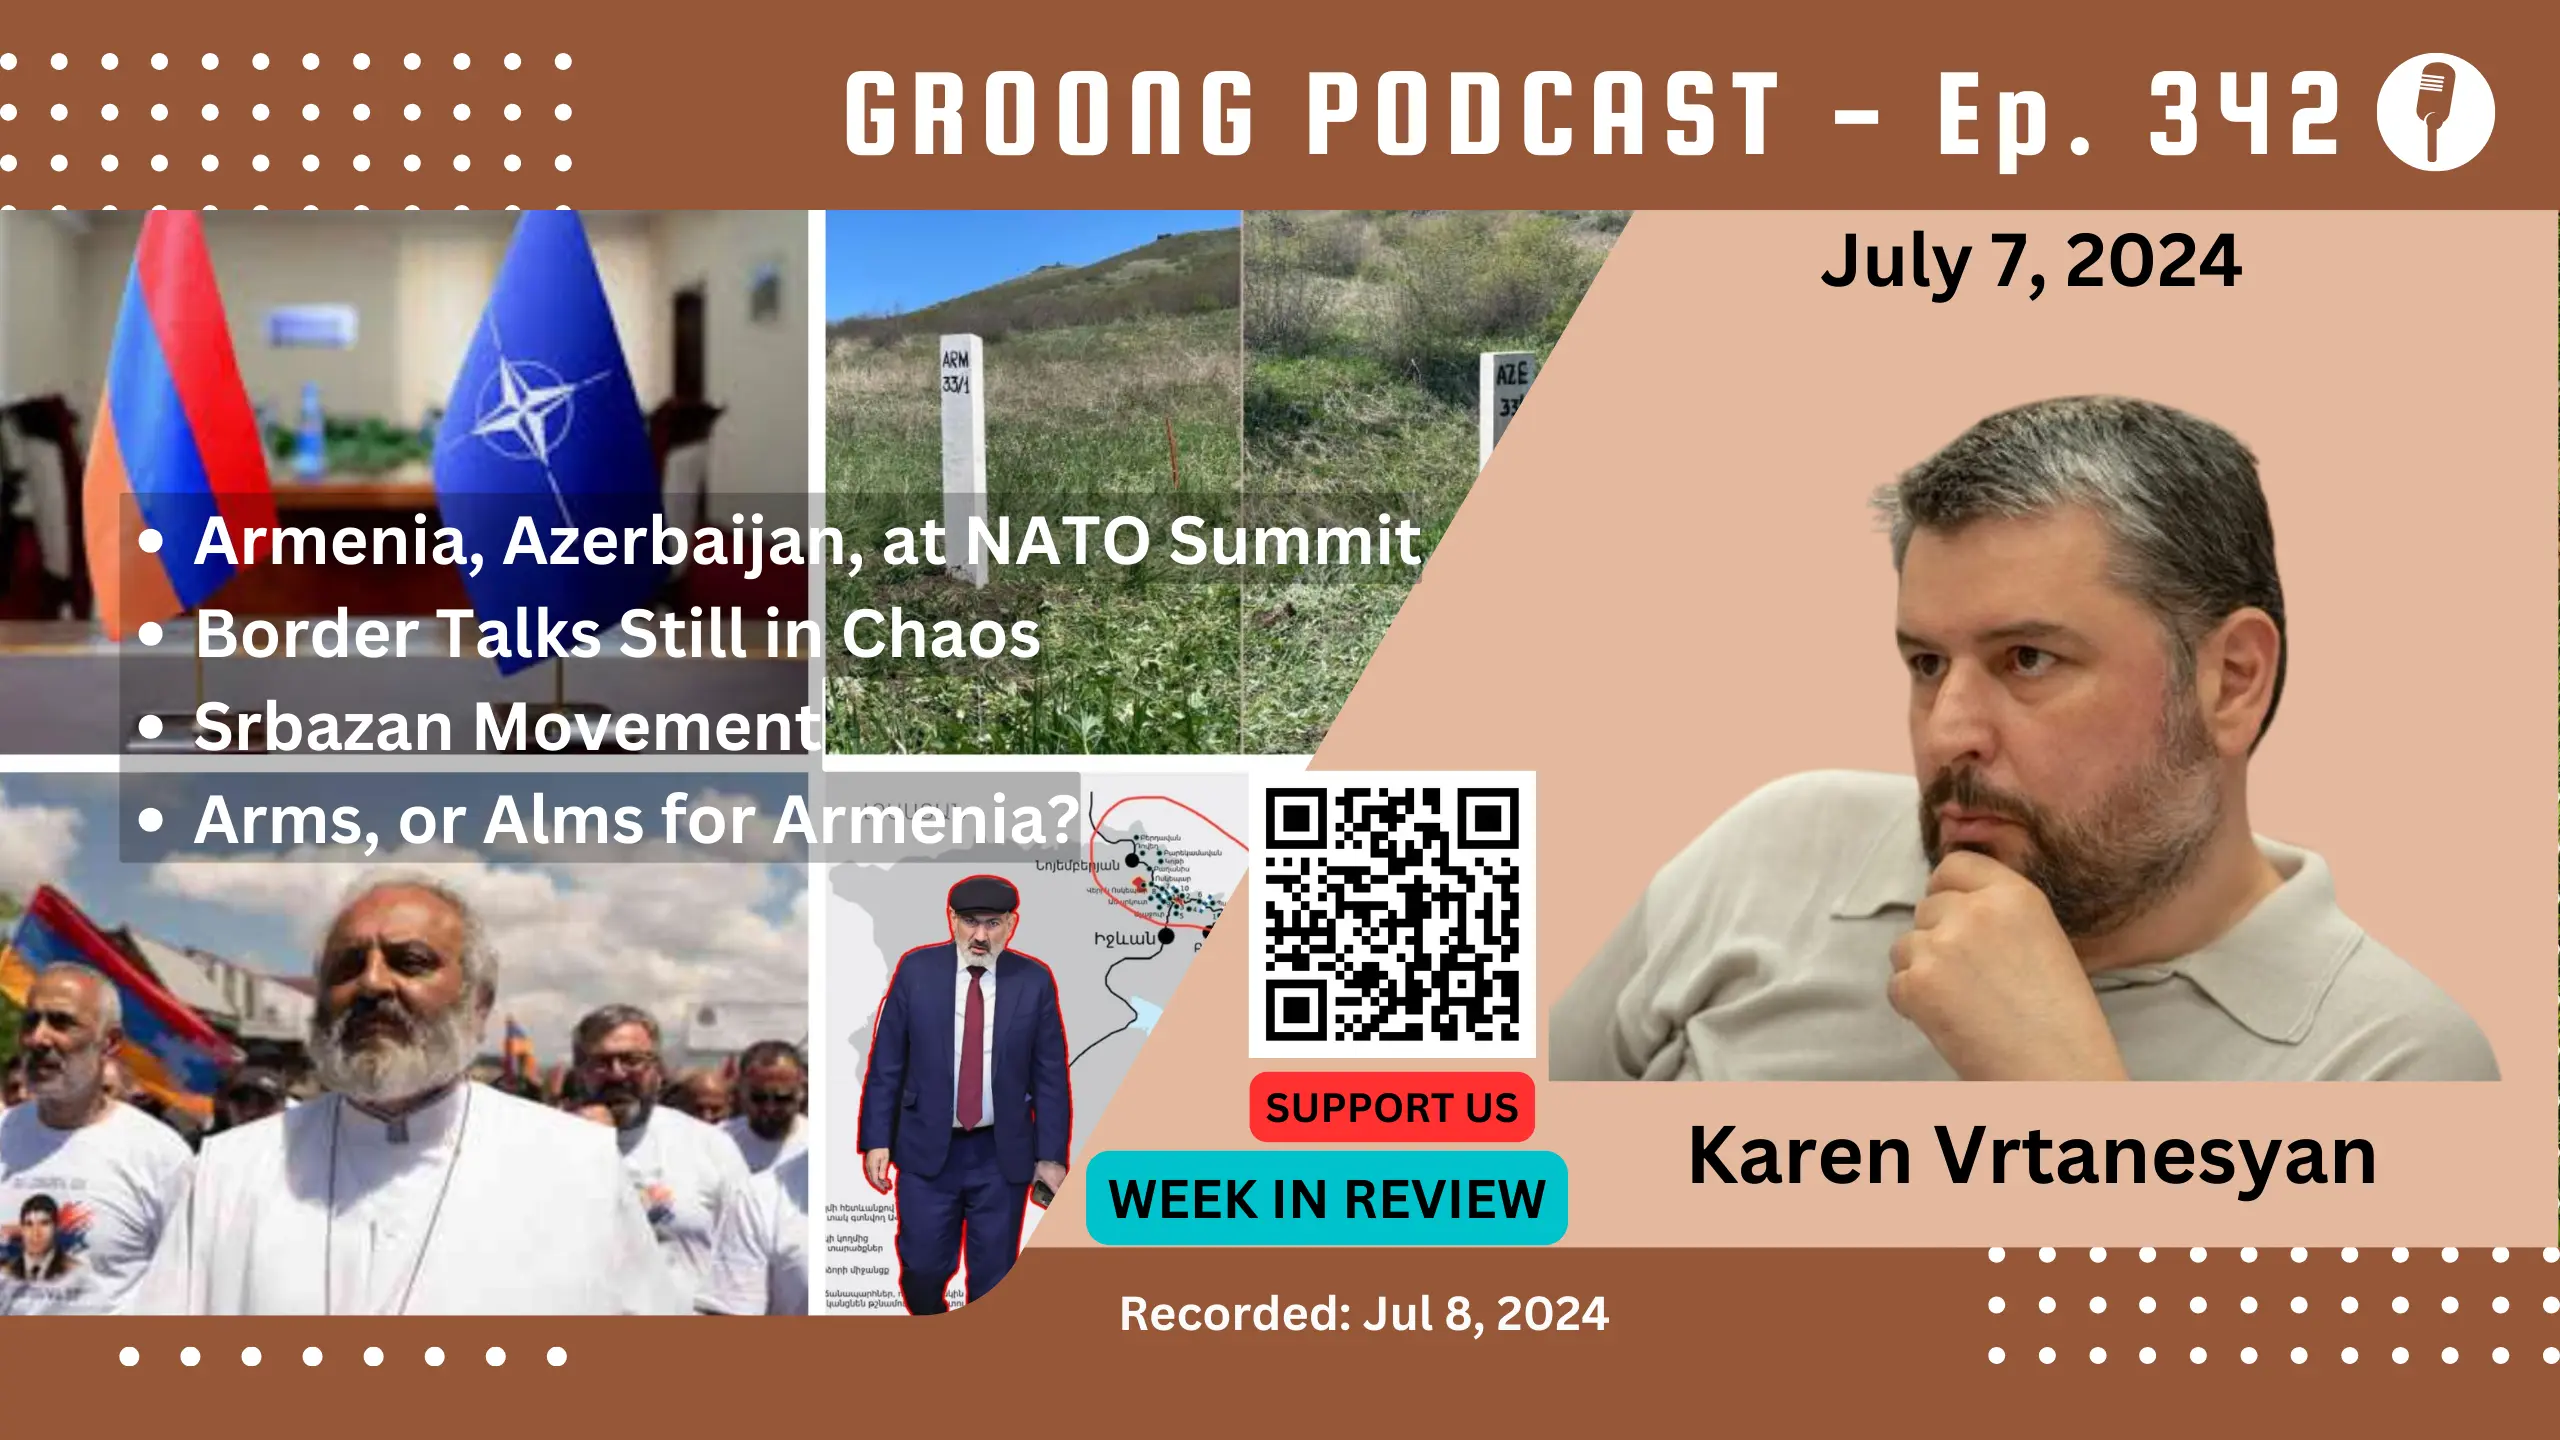 GROONG PODCAST - Ep. 342
July 7, 2024
ARM
33/1
AZE
• Armenia, Azerbaijan, at NATO Summit
• Border Talks Still in Chaos
• Srbazan Movement
• Arms, or Alms for Armenia?
Նոյեմբերյան
Իջևան
SUPPORT US
WEEK IN REVIEW
Karen Vrtanesyan
Recorded: Jul 8, 2024